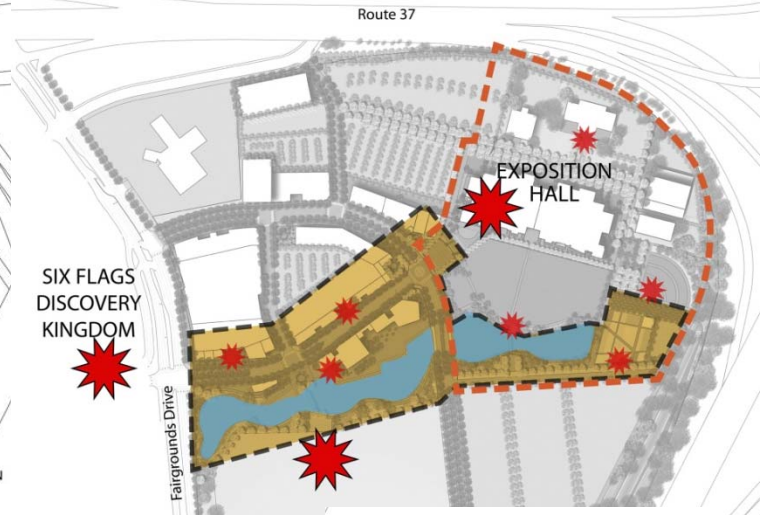 Route 37
EXPOSITION
HALL
SIX FLAGS
DISCOVERY
KINGDOM
Fairgrounds Drive